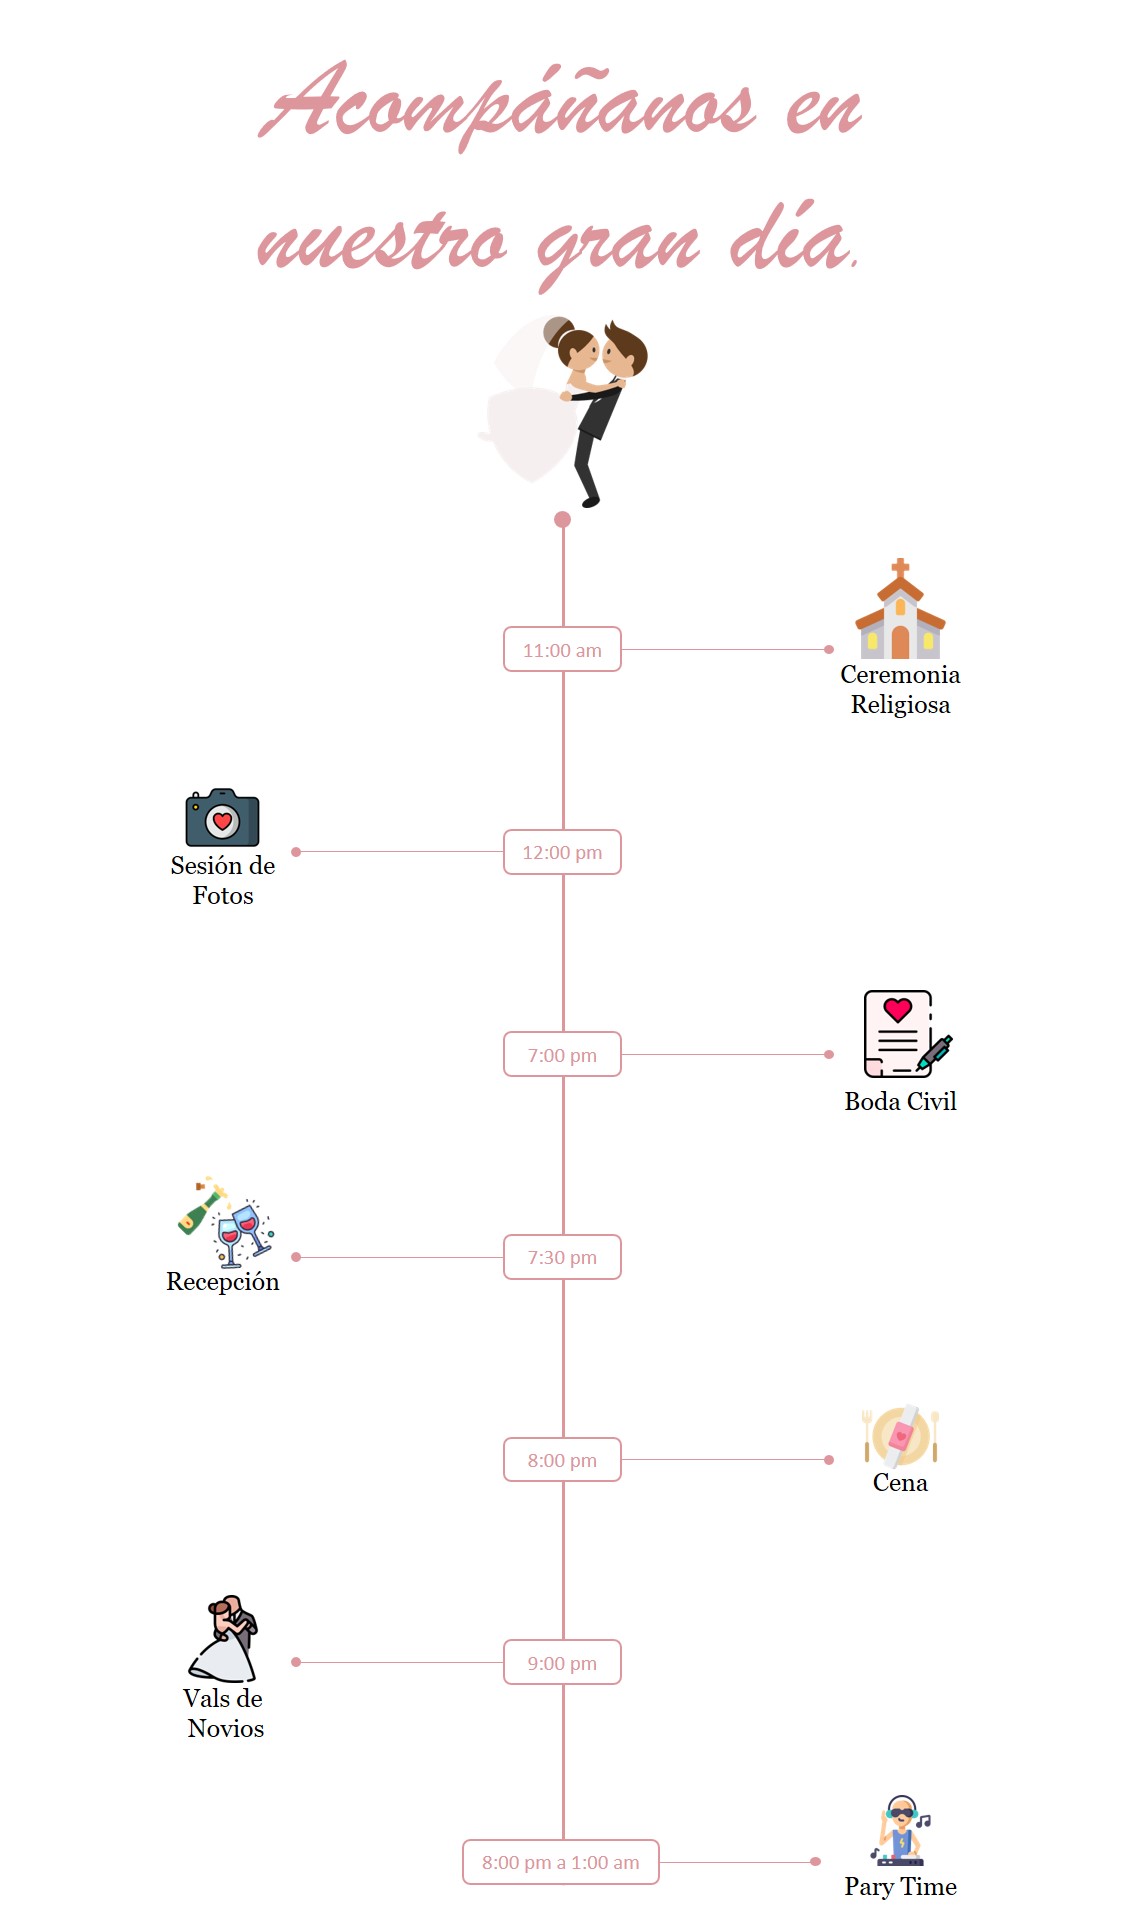 Acompáñanos en
nuestro gran día.
11:00 am
Ceremonia
Religiosa
12:00 pm
Sesión de
Fotos
7:00 pm
Boda Civil
7:30 pm
Recepción
8:00 pm
Cena
9:00 pm
Vals de
Novios
8:00 pm a 1:00 am
Pary Time